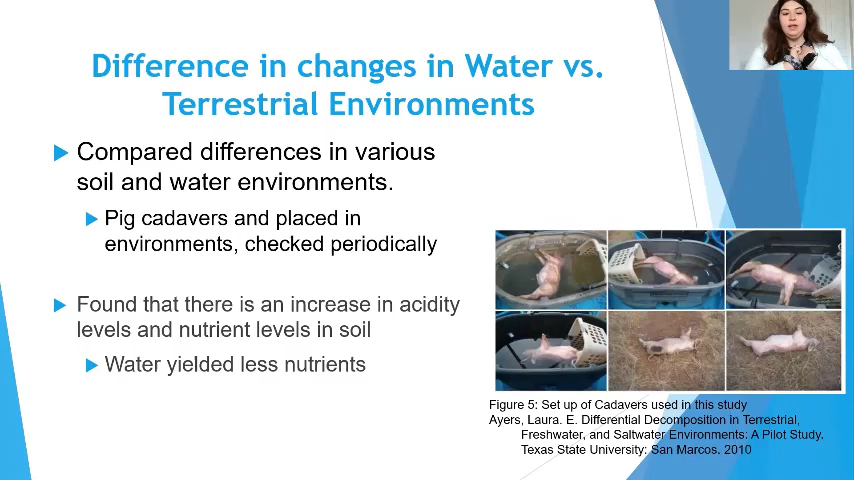 Difference in changes in Water vs.
Terrestrial Environments
Compared differences in various
soil and water environments.
Pig cadavers and placed in
environments, checked periodically
Found that there is an increase in acidity
levels and nutrient levels in soil
Water yielded less nutrients
Figure 5: Set up of Cadavers used in this study
Ayers, Laura. E. Differential Decomposition in Terrestrial,
Freshwater, and Saltwater Environments: A Pilot Study.
Texas State University: San Marcos. 2010